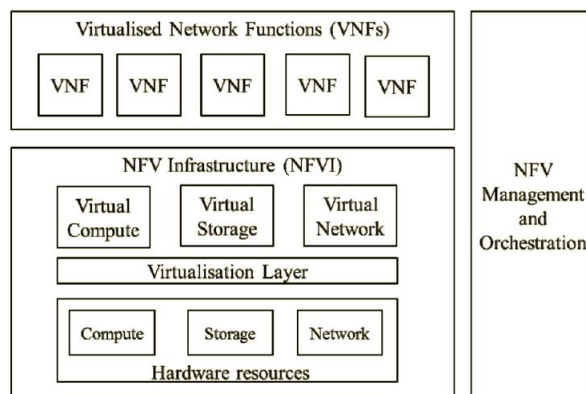 Virtualised Network Functions (VNFs)
VNF VNF VNF VNF VNF
NFV Infrastructure (NFVI)
Virtual Compute
Virtual Storage
Virtual Network
Virtualisation Layer
Compute Storage Network
Hardware resources
NFV
Management
and
Orchestration